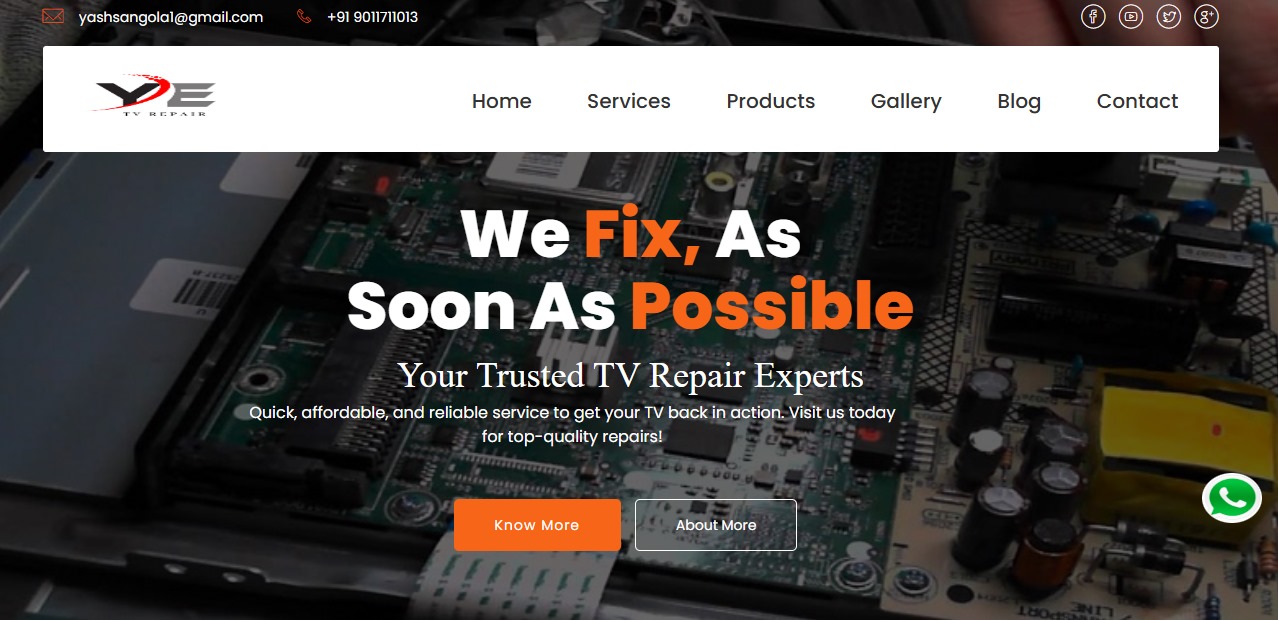 yashsangola1@gmail.com
+91 9011711013
YE
TV REPAIR
Home
Services
Products
Gallery
Blog
Contact
We Fix, As
Soon As Possible
Your Trusted TV Repair Experts
Quick, affordable, and reliable service to get your TV back in action. Visit us today
for top-quality repairs!
Know More
About More
LINE